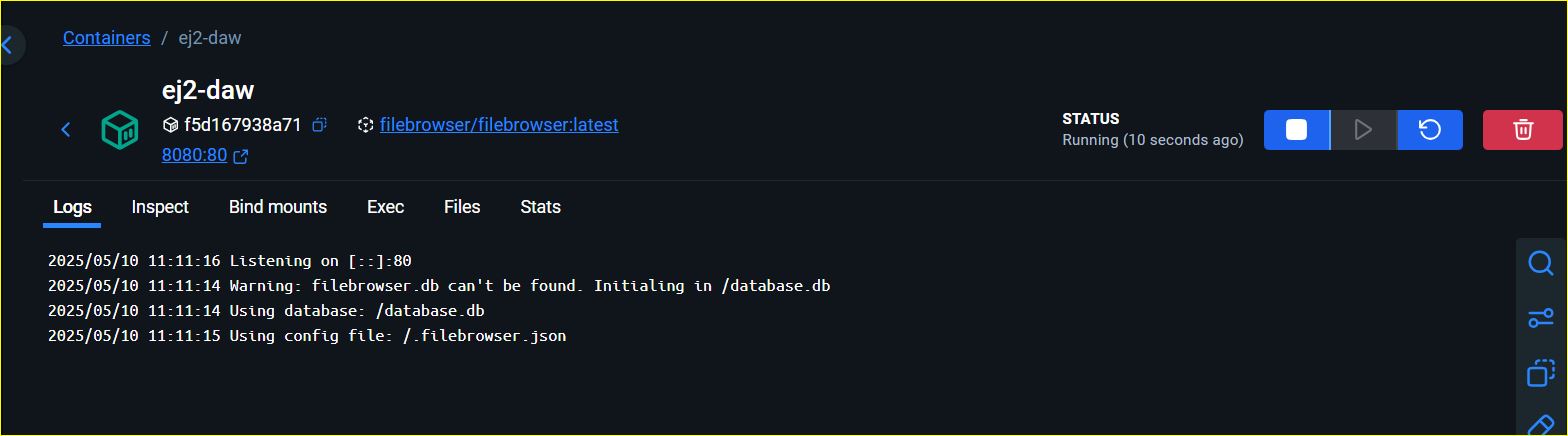 Containers / ej2-daw
ej2-daw
f5d167938a71 filebrowser/filebrowser:latest
8080:80
STATUS
Running (10 seconds ago)
Logs Inspect Bind mounts Exec Files Stats
2025/05/10 11:11:16 Listening on [::]:80
2025/05/10 11:11:14 Warning: filebrowser.db can't be found. Initialing in /database.db
2025/05/10 11:11:14 Using database: /database.db
2025/05/10 11:11:15 Using config file: /.filebrowser.json